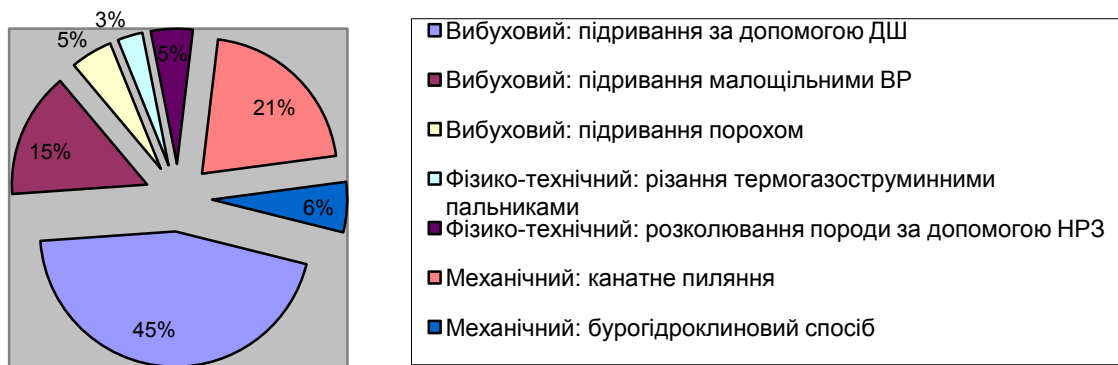 3%
5%
5%
21%
15%
6%
45%
Вибуховий: підривання за допомогою ДШ
Вибуховий: підривання малощільними ВР
Вибуховий: підривання порохом
Фізико-технічний: різання термогазоструминними
пальниками
Фізико-технічний: розколювання породи за допомогою НРЗ
Механічний: канатне пиляння
Механічний: бурогідроклиновий спосіб